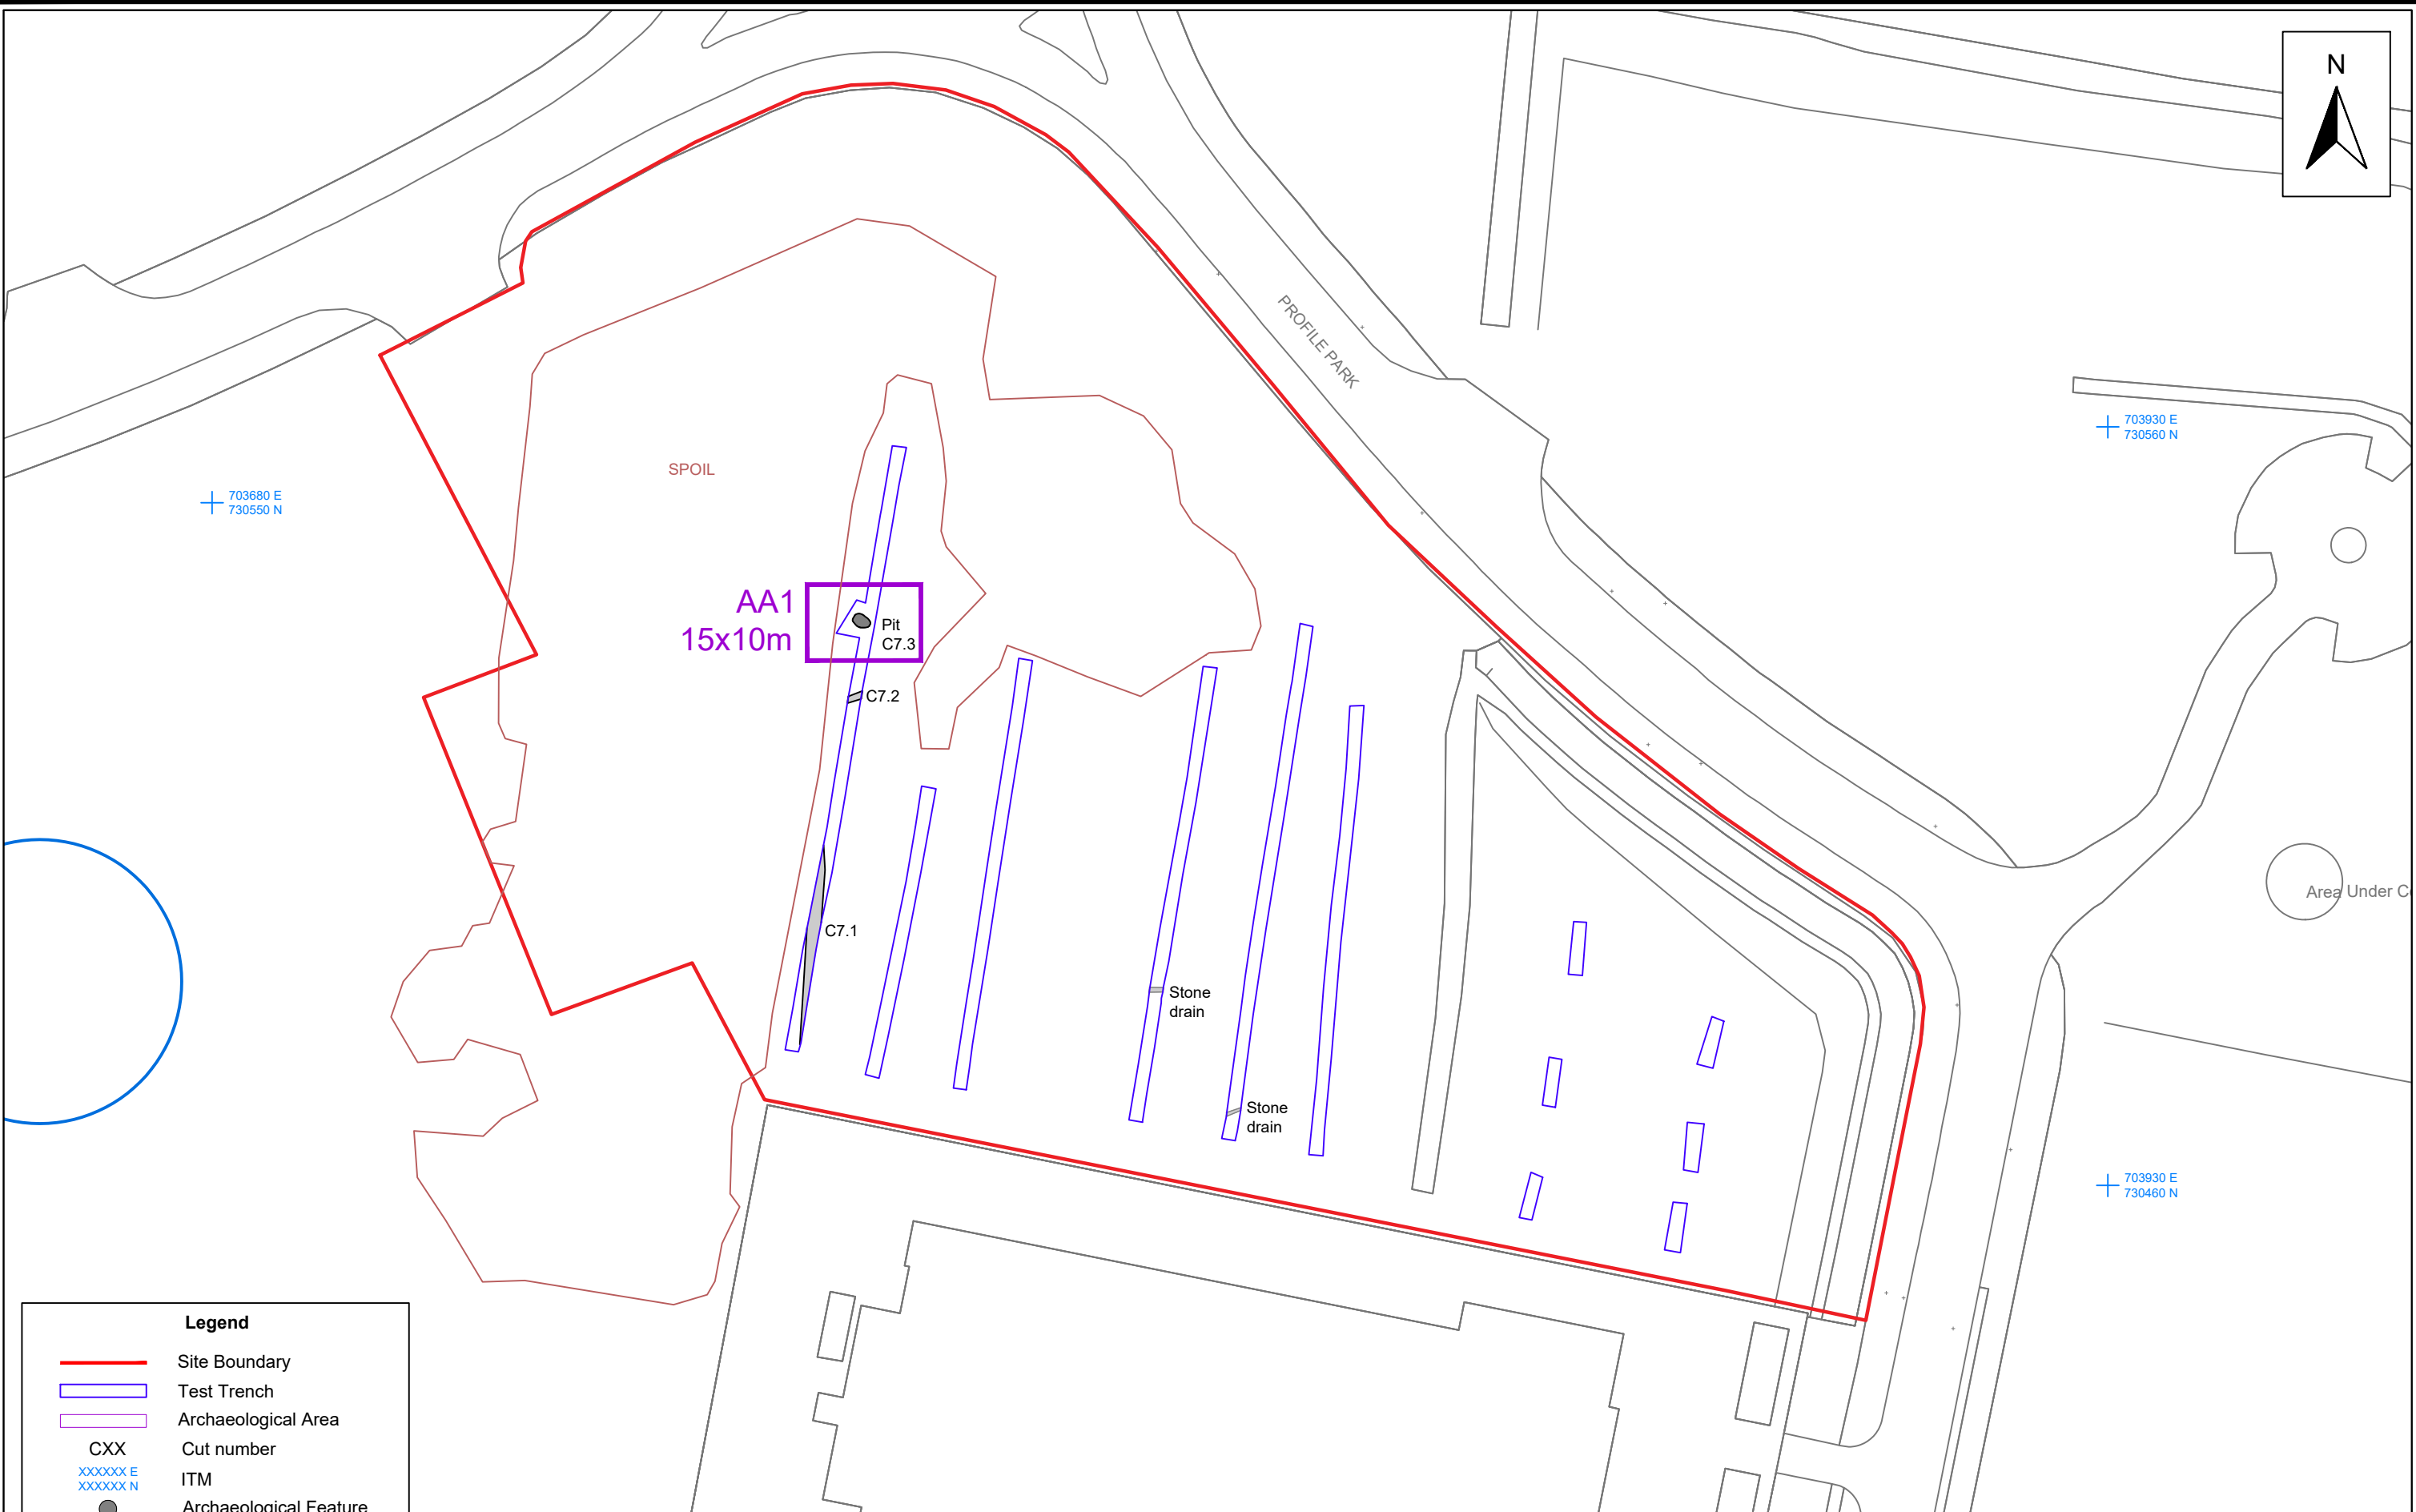 N
PROFILE PARK
703930 E
730560 N
SPOIL
703680 E
730550 N
AA1
15x10m
Pit
C7.3
C7.2
Area Under C
C7.1
Stone
drain
Stone
drain
703930 E
730460 N
Legend
Site Boundary
Test Trench
Archaeological Area
CXX Cut number
XXXXXX E
XXXXXX N
ITM
Archaeological Feature